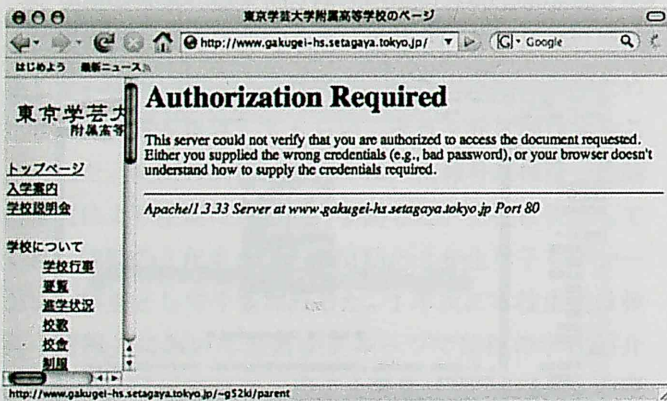 東京学芸大学附属高等学校のページ
http://www.gakugei-hs.setagaya.tokyo.jp/
G Google
はじめよう 最新ニュース
東京学芸大
附属高等
トップページ
入学案内
学校説明会
学校について
学校行事
要覧
進学状況
校歌
校舎
制服
Authorization Required
This server could not verify that you are authorized to access the document requested.
Either you supplied the wrong credentials (e.g., bad password), or your browser doesn't
understand how to supply the credentials required.
Apache/1.3.33 Server at www.gakugei-hs.setagaya.tokyo.jp Port 80
http://www.gakugei-hs.setagaya.tokyo.jp/~g52kl/parent